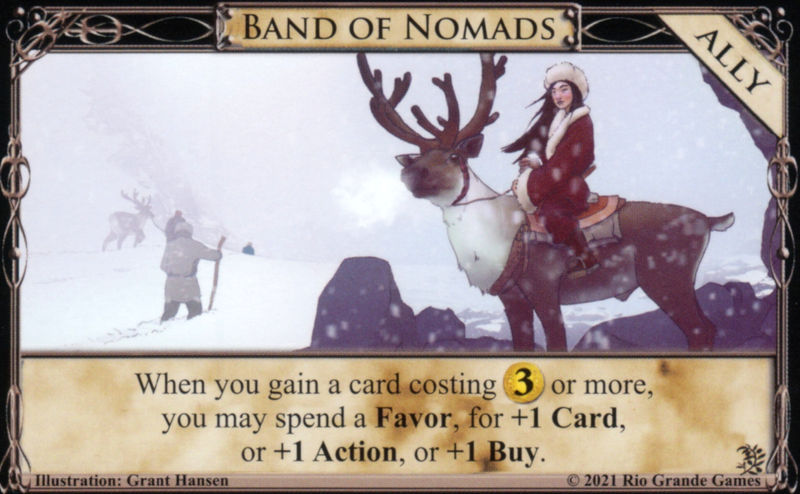 BAND OF NOMADS
ALLY
When you gain a card costing 3 or more,
you may spend a Favor, for +1 Card,
or +1 Action, or +1 Buy.
Illustration: Grant Hansen
© 2021 Rio Grande Games